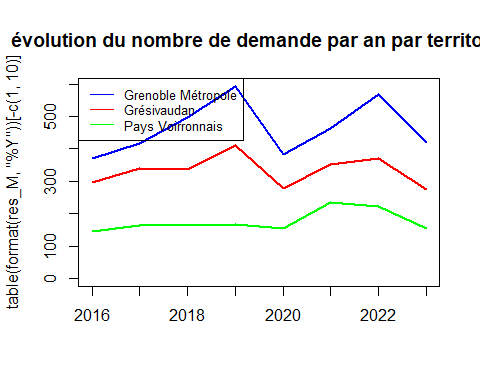 évolution du nombre de demande par an par territo
table(format(res_M, "%Y"))[-c(1, 10)]
500
300
100
0
Grenoble Métropole
Grésivaudan
Pays Voironnais
2016 2018 2020 2022